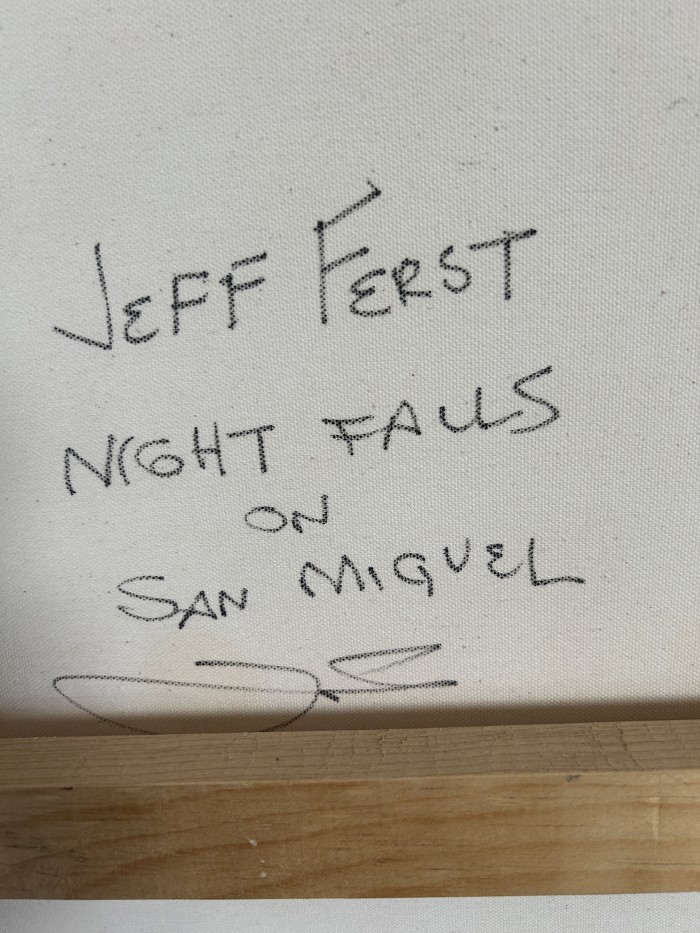 JEFF FERST
NIGHT FALLS
ON
SAN MIGUEL